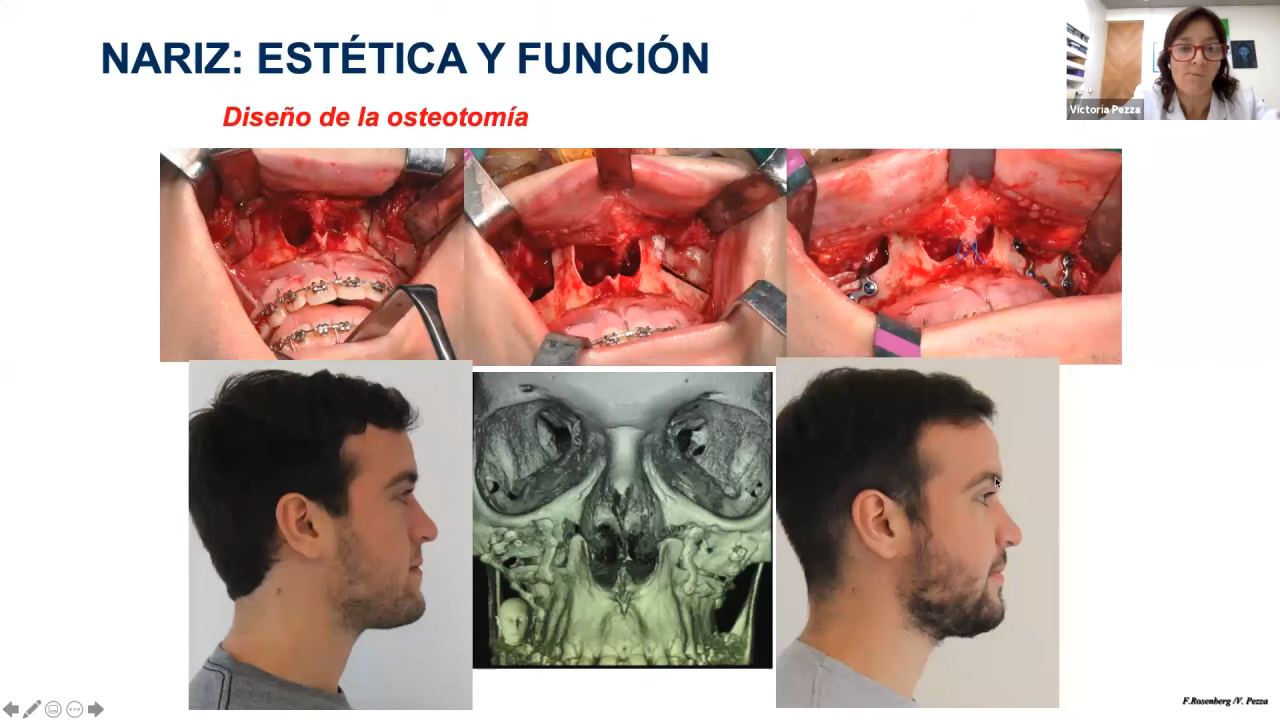 NARIZ: ESTÉTICA Y FUNCIÓN
Diseño de la osteotomía
Victoria Pezza
F.Rosenberg /V. Pezza